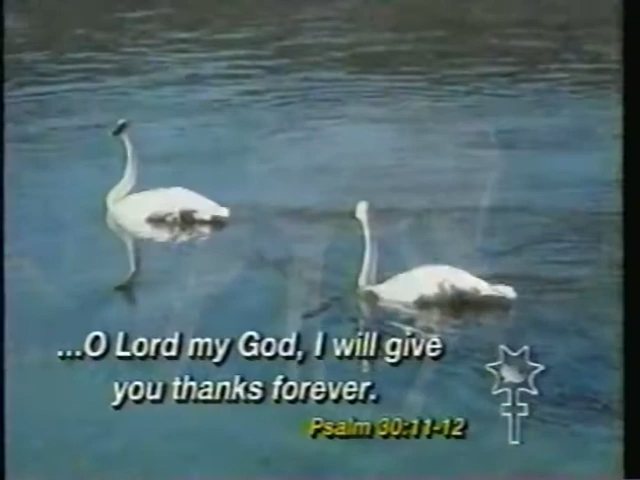 ...O Lord my God, I will give
you thanks forever.
Psalm 30:11-12